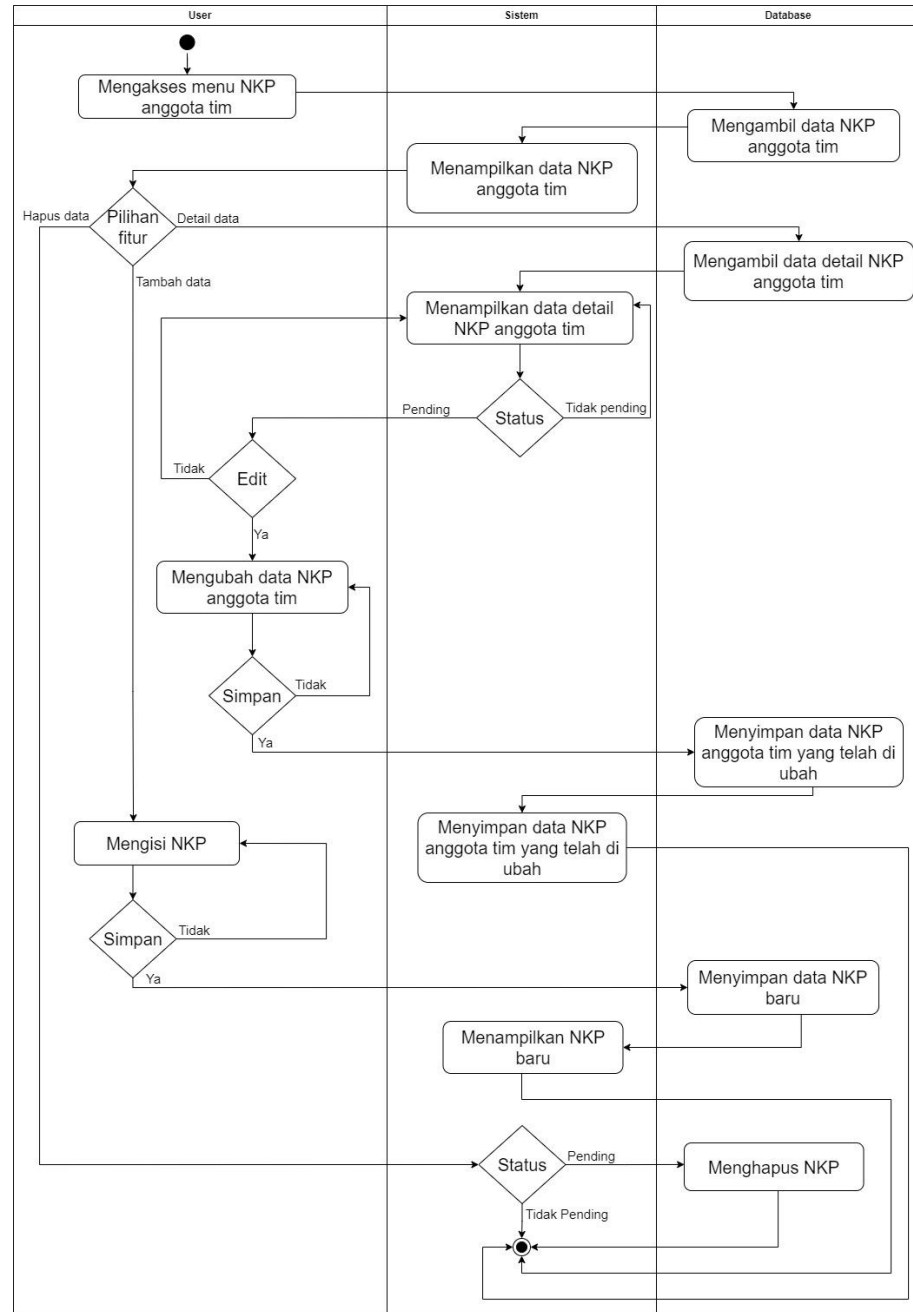 User
Sistem
Database
Mengakses menu NKP
anggota tim
Mengambil data NKP
anggota tim
Menampilkan data NKP
anggota tim
Hapus data
Pilihan
fitur
Detail data
Mengambil data detail NKP
anggota tim
Tambah data
Menampilkan data detail
NKP anggota tim
Pending
Status
Tidak pending
Tidak
Edit
Ya
Mengubah data NKP
anggota tim
Simpan
Tidak
Ya
Menyimpan data NKP
anggota tim yang telah di
ubah
Menyimpan data NKP
anggota tim yang telah di
ubah
Mengisi NKP
Simpan
Tidak
Ya
Menyimpan data NKP
baru
Menampilkan NKP
baru
Status
Pending
Menghapus NKP
Tidak Pending